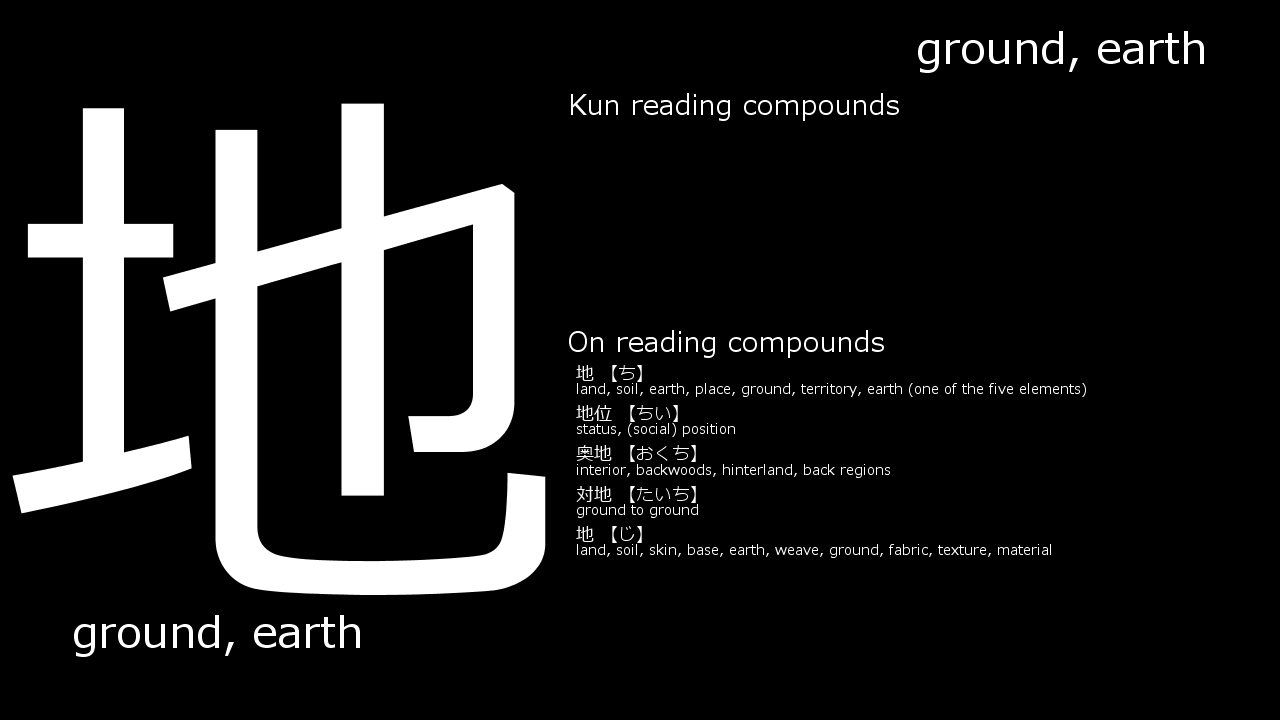 ground, earth
地
Kun reading compounds
On reading compounds
地 【ち】
land, soil, earth, place, ground, territory, earth (one of the five elements)
地位 【ちい】
status, (social) position
奥地 【おくち】
interior, backwoods, hinterland, back regions
対地 【たいち】
ground to ground
地 【じ】
land, soil, skin, base, earth, weave, ground, fabric, texture, material
ground, earth